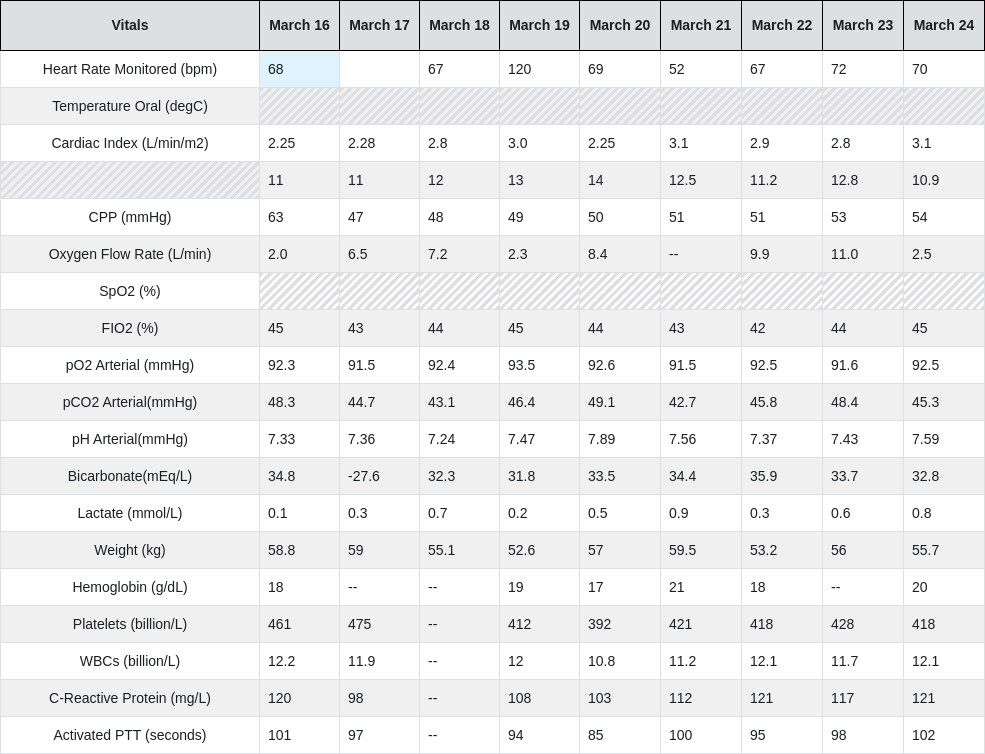 Vitals March 16 March 17 March 18 March 19 March 20 March 21 March 22 March 23 March 24
Heart Rate Monitored (bpm) 68 67 120 69 52 67 72 70
Temperature Oral (degC)
Cardiac Index (L/min/m2) 2.25 2.28 2.8 3.0 2.25 3.1 2.9 2.8 3.1
11 11 12 13 14 12.5 11.2 12.8 10.9
CPP (mmHg) 63 47 48 49 50 51 51 53 54
Oxygen Flow Rate (L/min) 2.0 6.5 7.2 2.3 8.4 -- 9.9 11.0 2.5
SpO2 (%)
FIO2 (%) 45 43 44 45 44 43 42 44 45
pO2 Arterial (mmHg) 92.3 91.5 92.4 93.5 92.6 91.5 92.5 91.6 92.5
pCO2 Arterial(mmHg) 48.3 44.7 43.1 46.4 49.1 42.7 45.8 48.4 45.3
pH Arterial(mmHg) 7.33 7.36 7.24 7.47 7.89 7.56 7.37 7.43 7.59
Bicarbonate(mEq/L) 34.8 -27.6 32.3 31.8 33.5 34.4 35.9 33.7 32.8
Lactate (mmol/L) 0.1 0.3 0.7 0.2 0.5 0.9 0.3 0.6 0.8
Weight (kg) 58.8 59 55.1 52.6 57 59.5 53.2 56 55.7
Hemoglobin (g/dL) 18 -- -- 19 17 21 18 -- 20
Platelets (billion/L) 461 475 -- 412 392 421 418 428 418
WBCs (billion/L) 12.2 11.9 -- 12 10.8 11.2 12.1 11.7 12.1
C-Reactive Protein (mg/L) 120 98 -- 108 103 112 121 117 121
Activated PTT (seconds) 101 97 -- 94 85 100 95 98 102